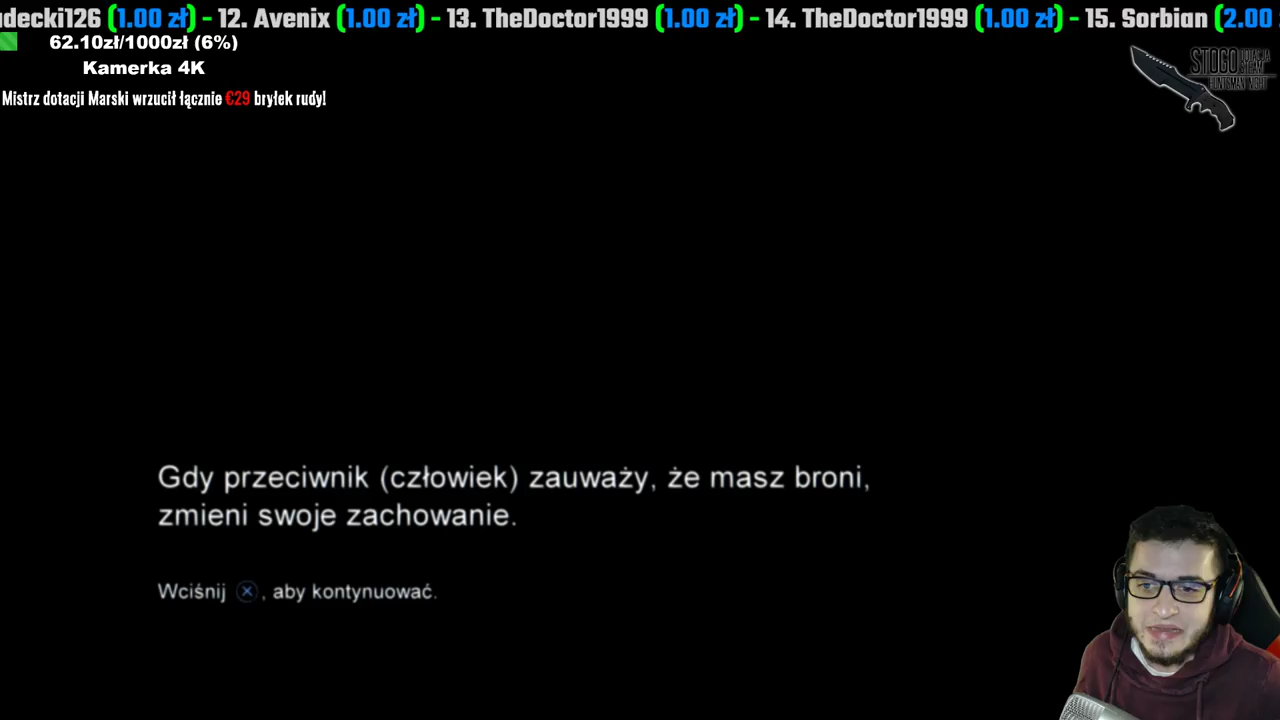 decki126 (1.00 zł) - 12. Avenix (1.00 zł) - 13. TheDoctor1999 (1.00 zł) - 14. TheDoctor1999 (1.00 zł) - 15. Sorbian (2.00
62.10zł/1000zł (6%)
Kamerka 4K
Mistrz dotacji Marski wrzucił łącznie €29 bryłek rudy!
STOGO
HUNTSMAN NIGHT
Gdy przeciwnik (człowiek) zauważy, że masz broni,
zmieni swoje zachowanie.
Wciśnij ⓧ, aby kontynuować.